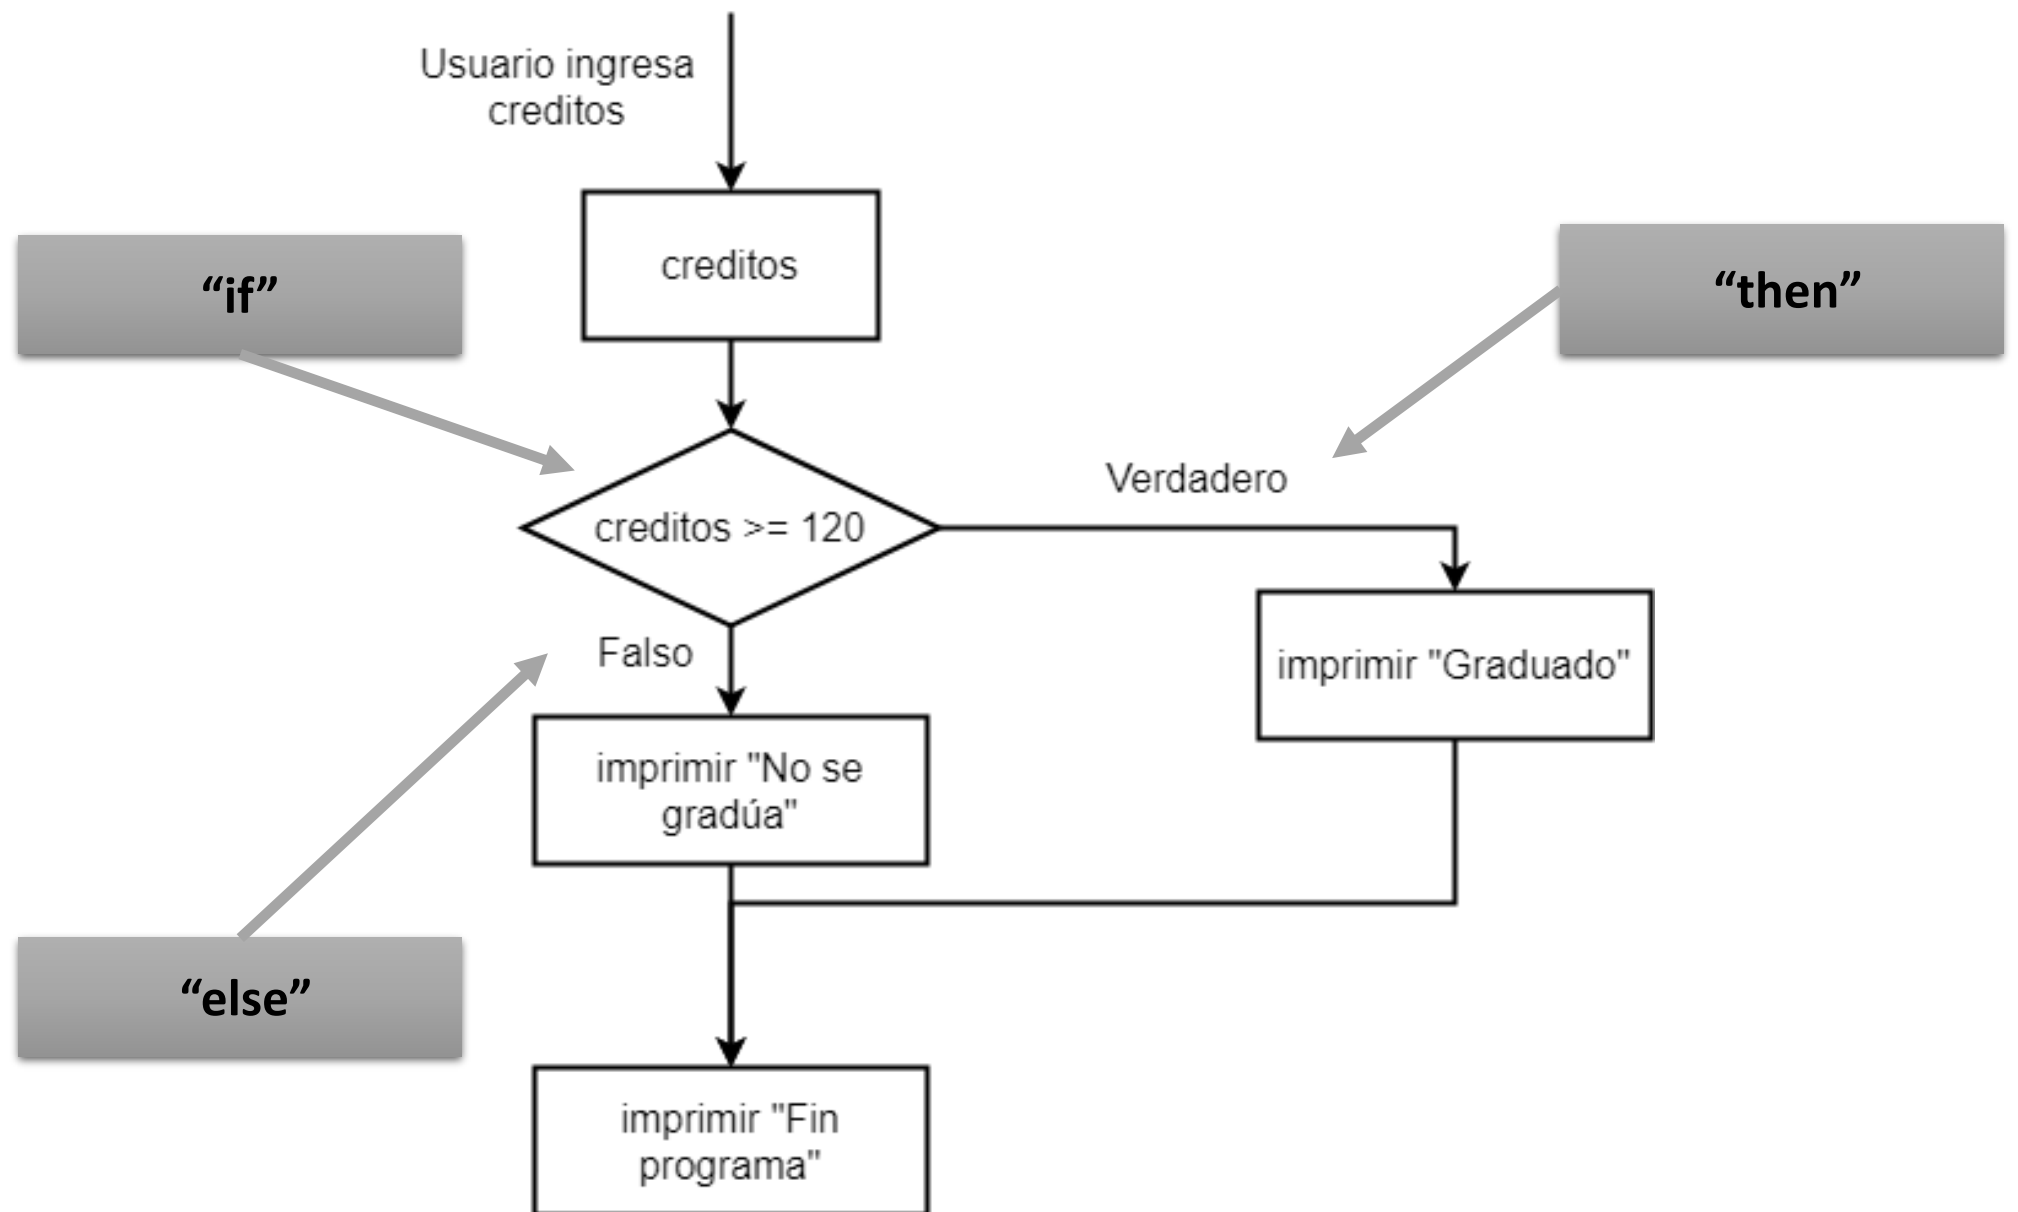 Usuario ingresa
creditos
creditos
“if”
“then”
creditos >= 120
Verdadero
Falso
imprimir "Graduado"
imprimir "No se
gradúa"
“else”
imprimir "Fin
programa"